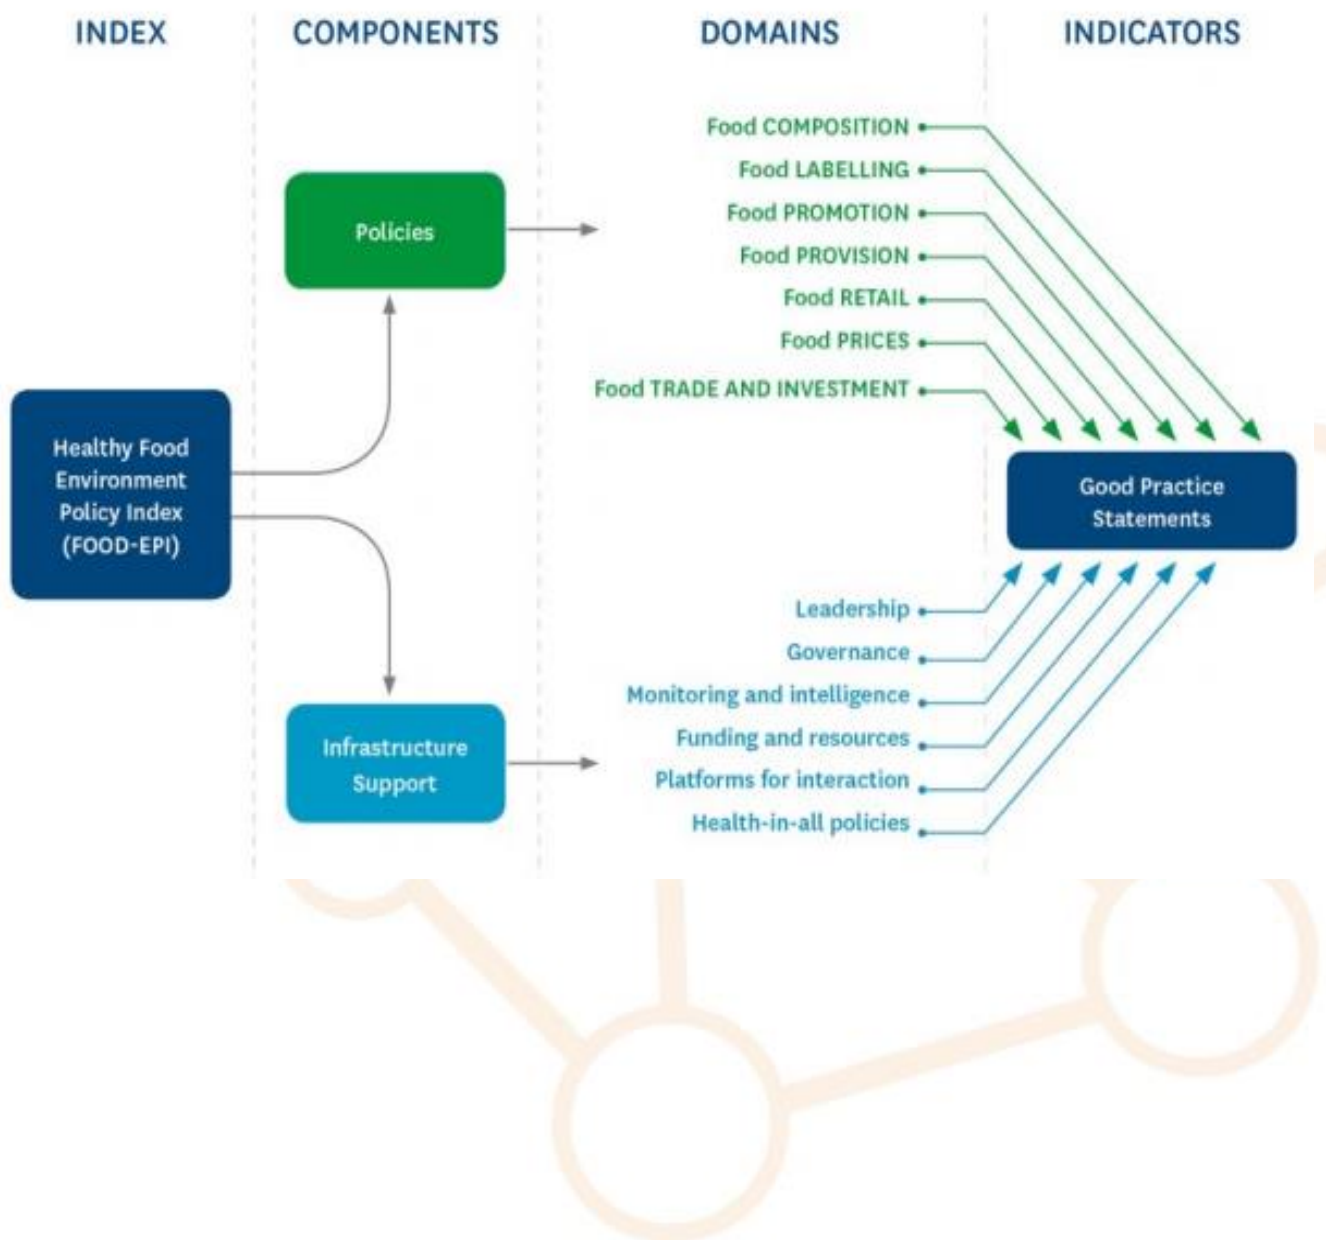 INDEX
COMPONENTS
DOMAINS
INDICATORS
Food COMPOSITION
Food LABELLING
Food PROMOTION
Food PROVISION
Food RETAIL
Food PRICES
Food TRADE AND INVESTMENT
Policies
Healthy Food
Environment
Policy Index
(FOOD-EPI)
Good Practice
Statements
Infrastructure
Support
Leadership
Governance
Monitoring and intelligence
Funding and resources
Platforms for interaction
Health-in-all policies